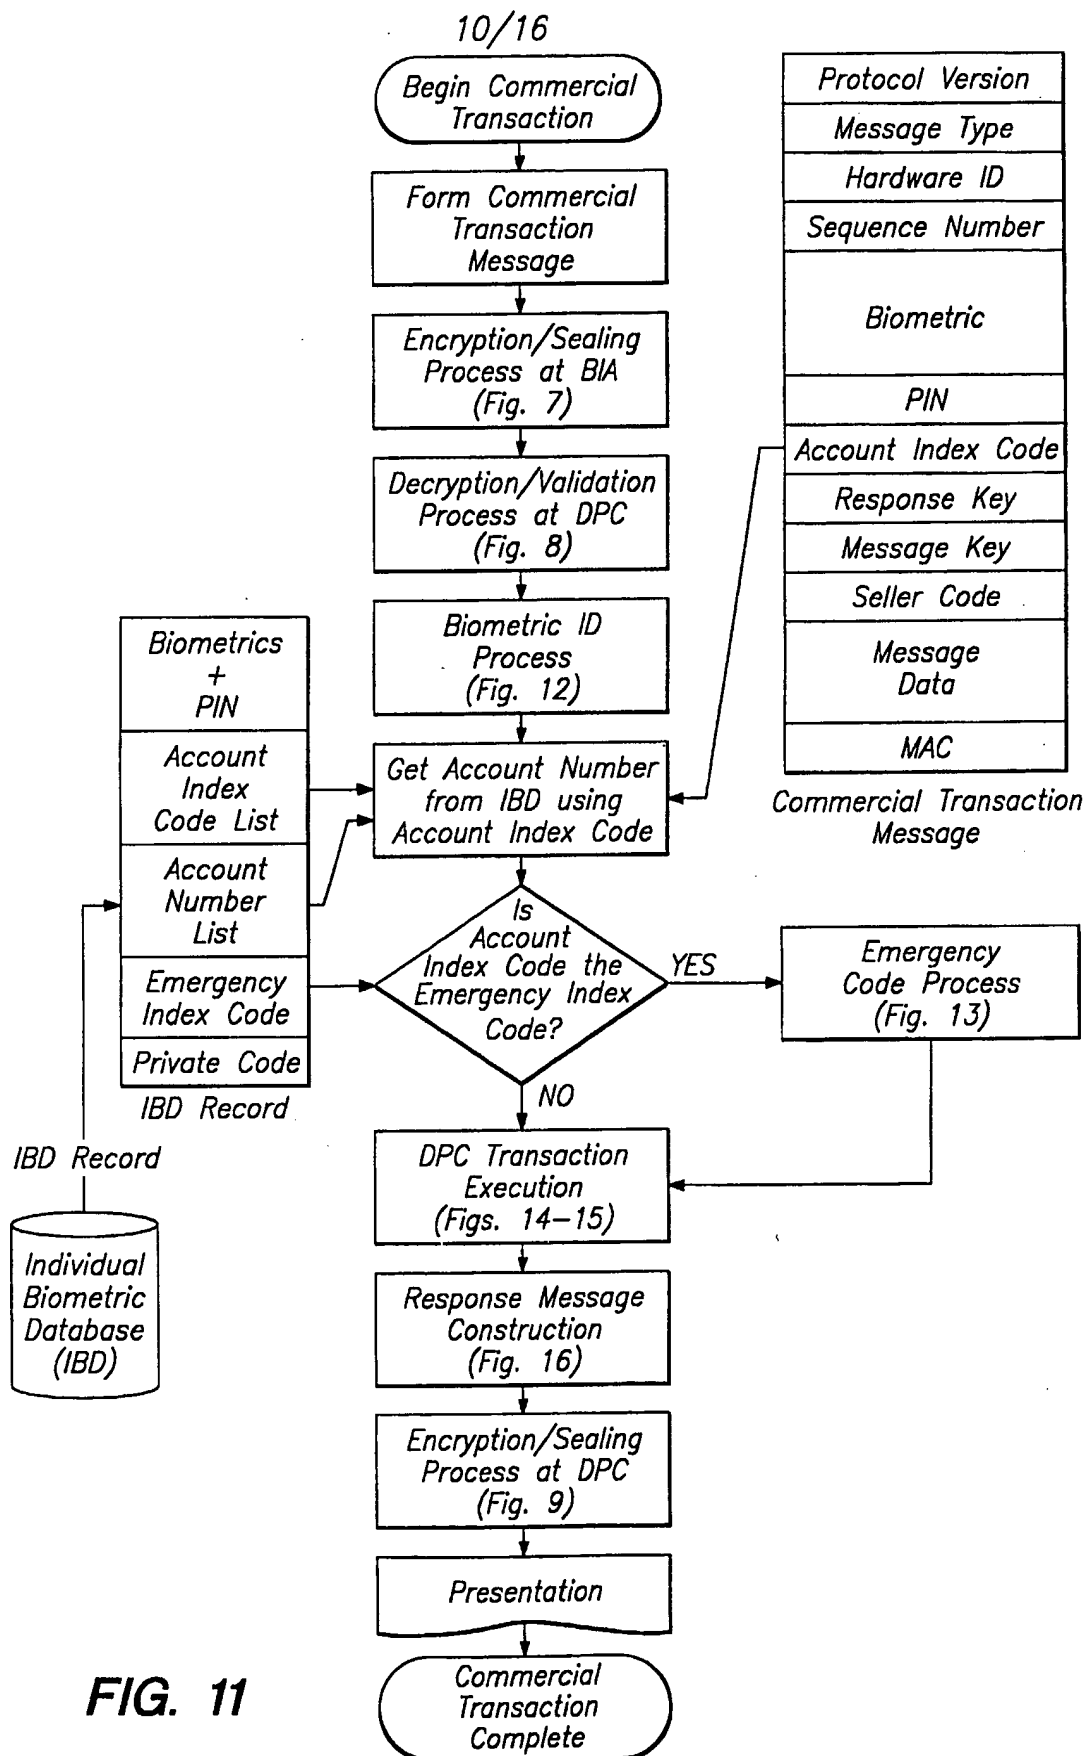 10/16
Begin Commercial
Transaction
Form Commercial
Transaction
Message
Encryption/Sealing
Process at BIA
(Fig. 7)
Decryption/Validation
Process at DPC
(Fig. 8)
Biometric ID
Process
(Fig. 12)
Get Account Number
from IBD using
Account Index Code
Is
Account
Index Code the
Emergency Index
Code?
YES
NO
Emergency
Code Process
(Fig. 13)
DPC Transaction
Execution
(Figs. 14–15)
Response Message
Construction
(Fig. 16)
Encryption/Sealing
Process at DPC
(Fig. 9)
Presentation
Commercial
Transaction
Complete
Protocol Version
Message Type
Hardware ID
Sequence Number
Biometric
PIN
Account Index Code
Response Key
Message Key
Seller Code
Message
Data
MAC
Commercial Transaction
Message
Biometrics
+
PIN
Account
Index
Code List
Account
Number
List
Emergency
Index Code
Private Code
IBD Record
IBD Record
Individual
Biometric
Database
(IBD)
FIG. 11